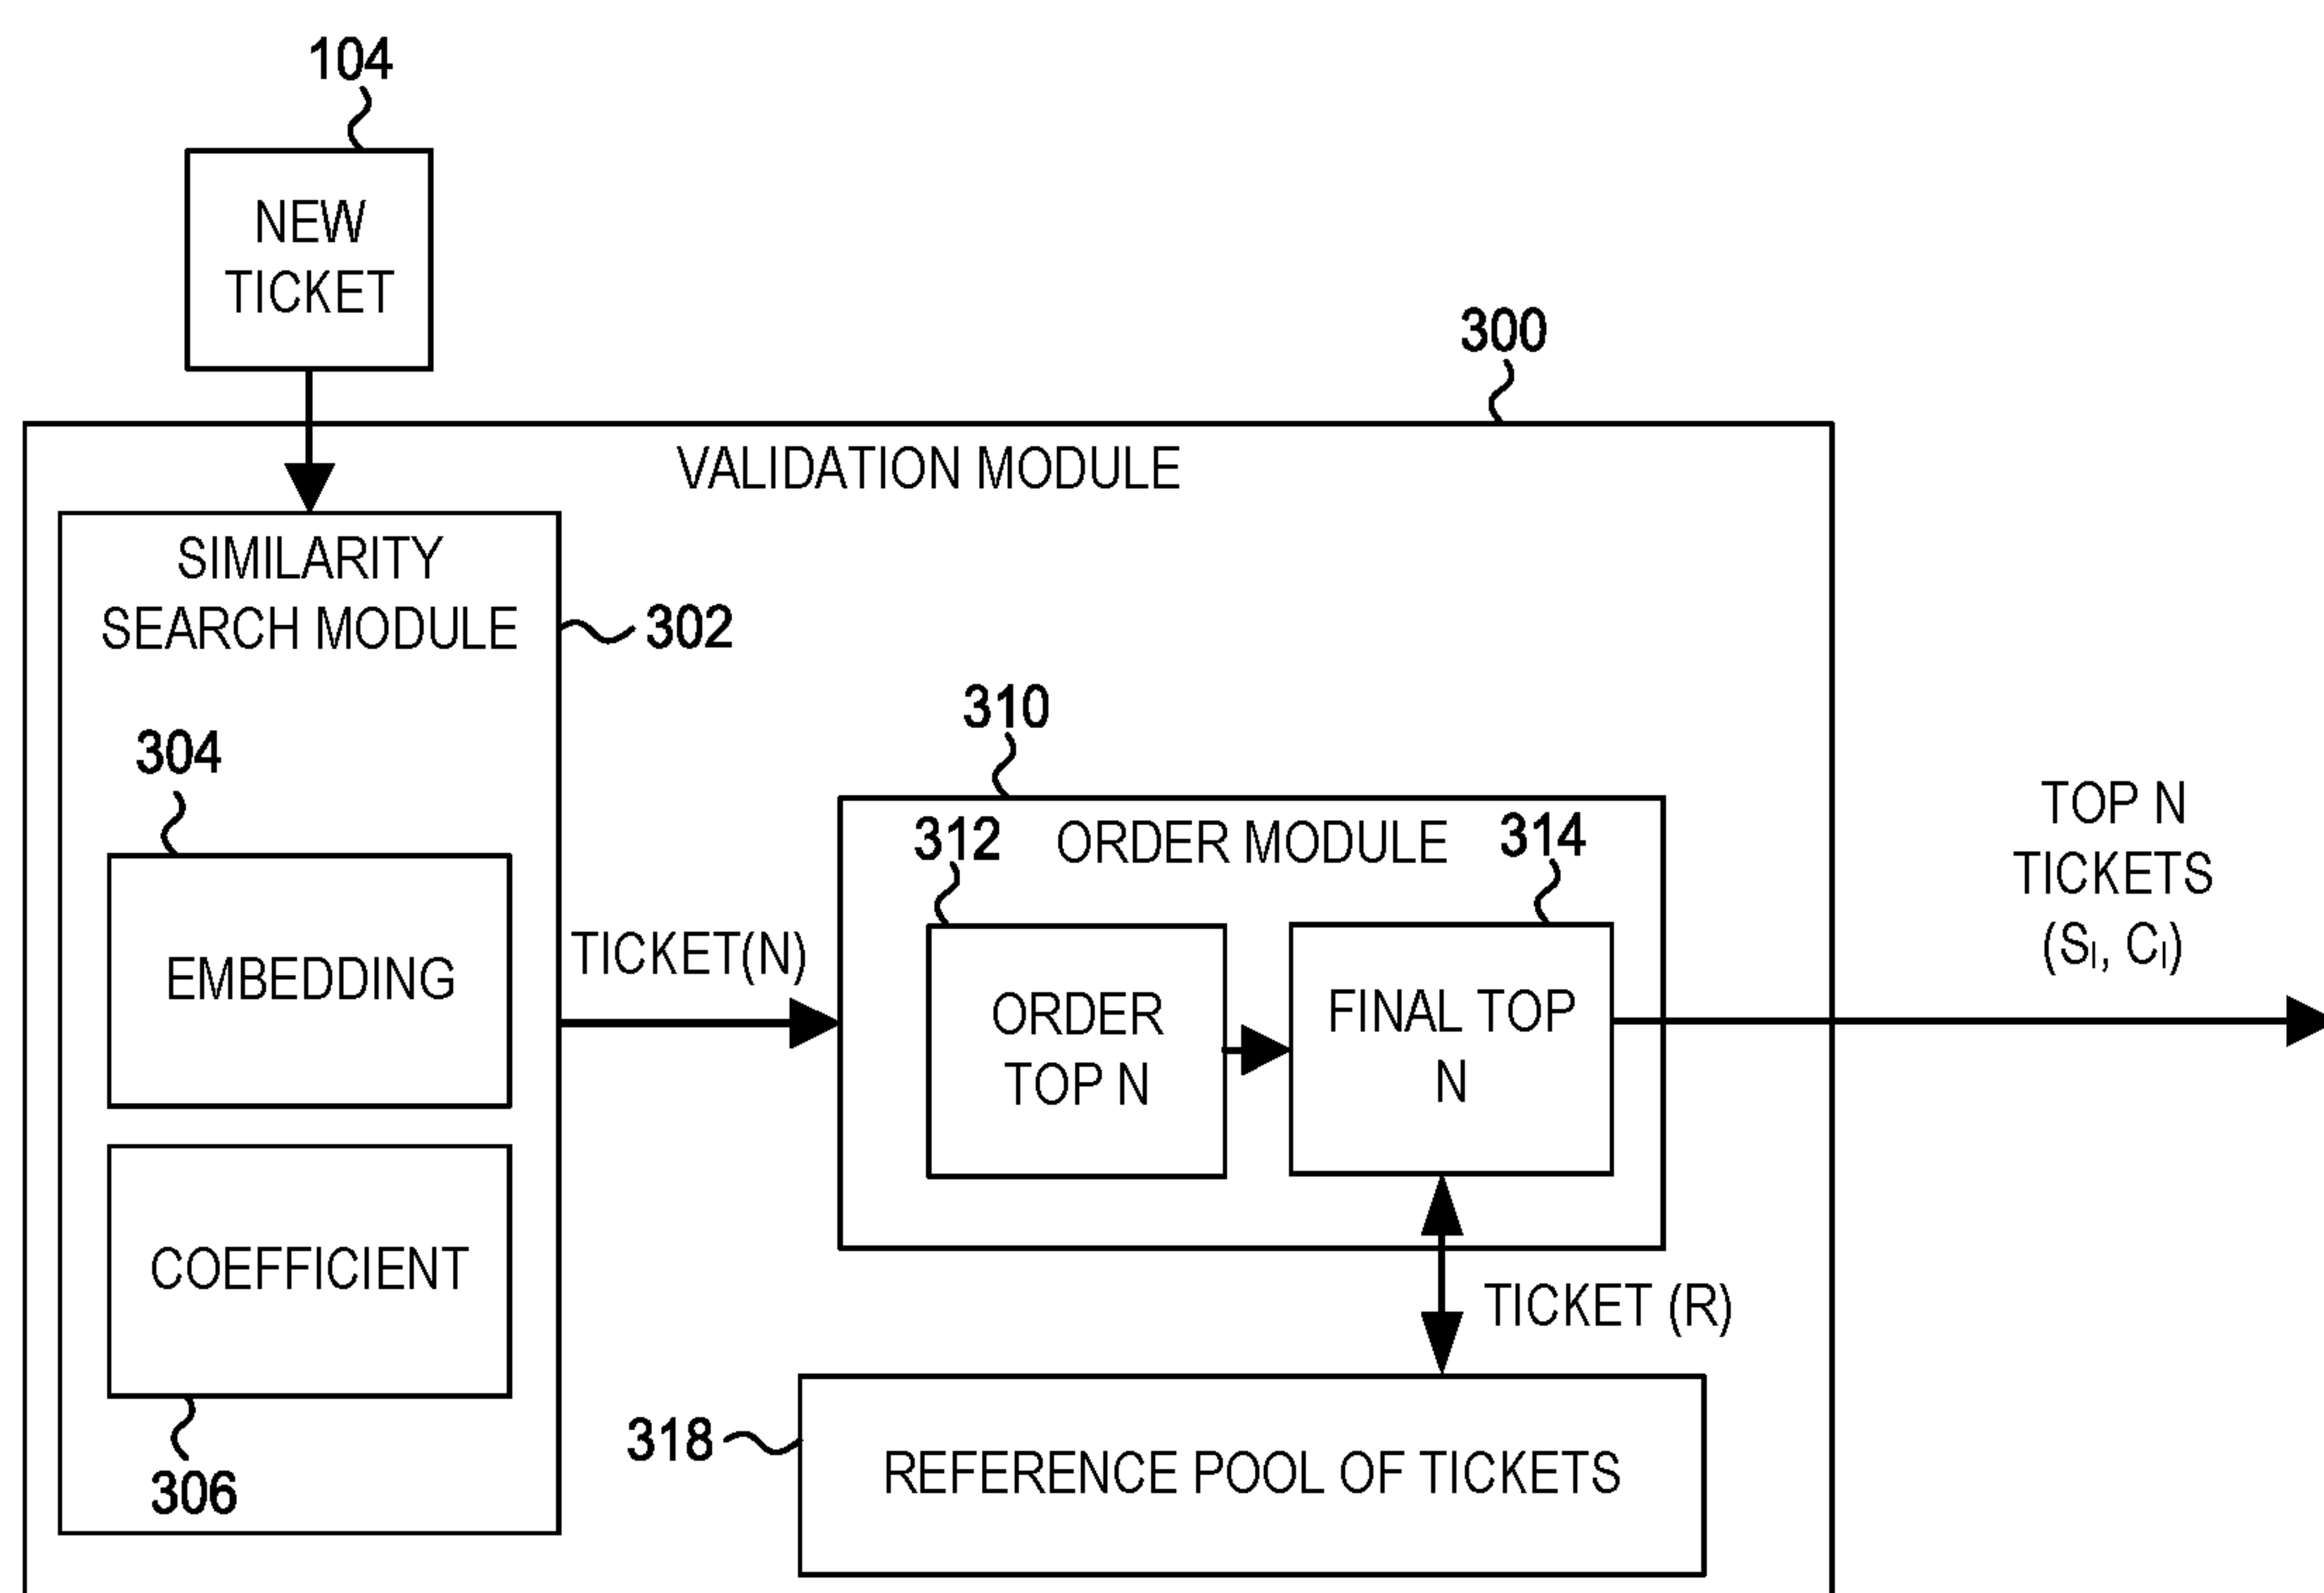 104
NEW
TICKET
300
VALIDATION MODULE
SIMILARITY
SEARCH MODULE
302
304
EMBEDDING
COEFFICIENT
306
TICKET(N)
310
ORDER MODULE
312
314
ORDER
TOP N
FINAL TOP
N
TICKET (R)
318
REFERENCE POOL OF TICKETS
TOP N
TICKETS
(SI, CI)